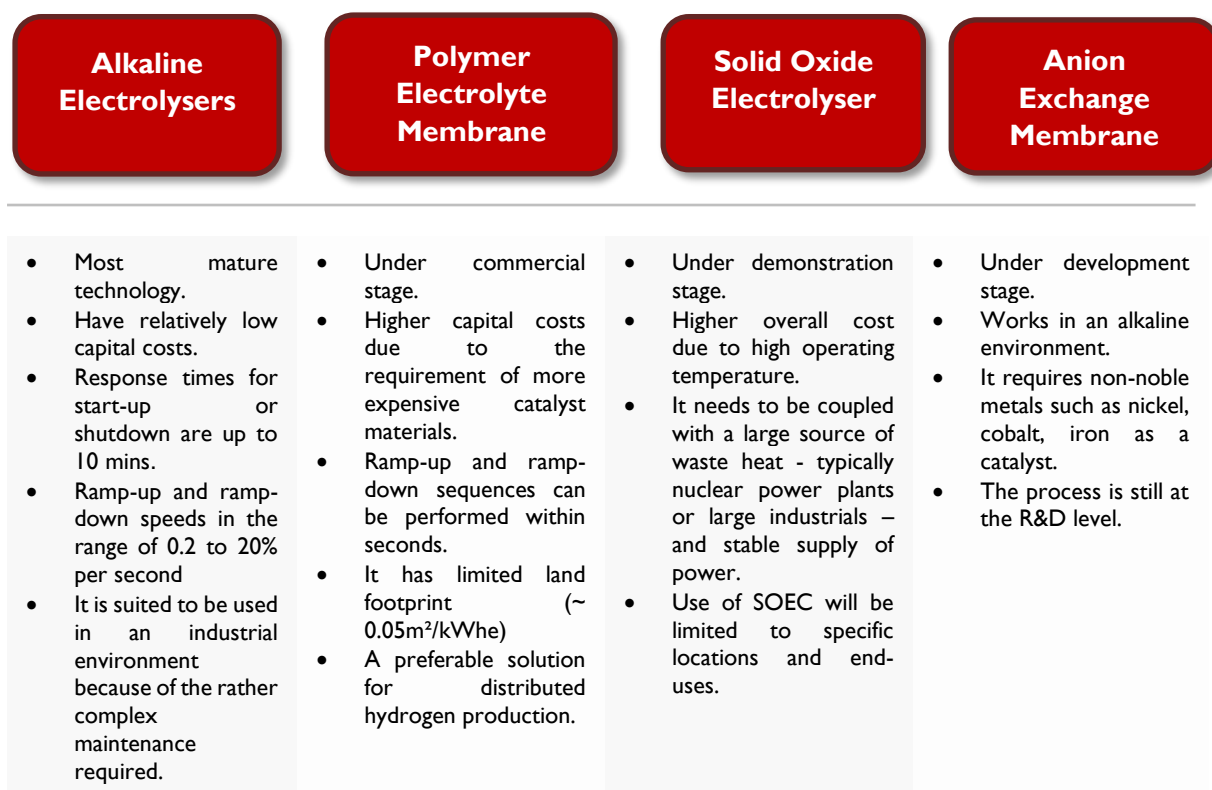 Alkaline
Electrolysers
Polymer
Electrolyte
Membrane
Solid Oxide
Electrolyser
Anion
Exchange
Membrane
• Most mature
technology.
• Have relatively low
capital costs.
• Response times for
start-up or
shutdown are up to
10 mins.
• Ramp-up and ramp-
down speeds in the
range of 0.2 to 20%
per second
• It is suited to be used
in an industrial
environment
because of the rather
complex
maintenance
required.
• Under commercial
stage.
• Higher capital costs
due to the
requirement of more
expensive catalyst
materials.
• Ramp-up and ramp-
down sequences can
be performed within
seconds.
• It has limited land
footprint (~
0.05m²/kWhe)
• A preferable solution
for distributed
hydrogen production.
• Under demonstration
stage.
• Higher overall cost
due to high operating
temperature.
• It needs to be coupled
with a large source of
waste heat - typically
nuclear power plants
or large industrials –
and stable supply of
power.
• Use of SOEC will be
limited to specific
locations and end-
uses.
• Under development
stage.
• Works in an alkaline
environment.
• It requires non-noble
metals such as nickel,
cobalt, iron as a
catalyst.
• The process is still at
the R&D level.